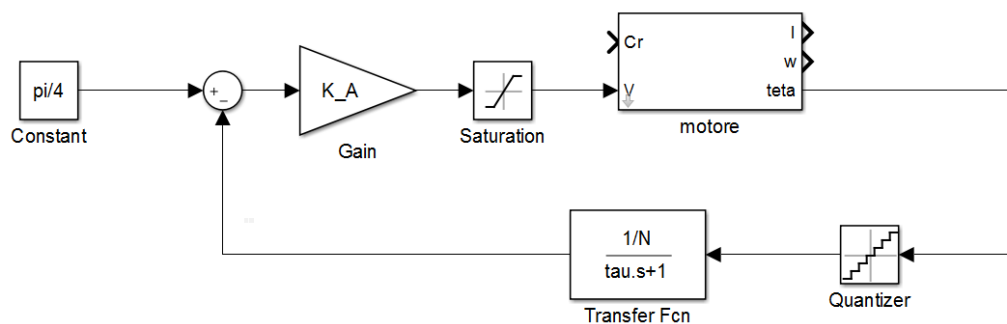 pi/4
Constant
+
−
K_A
Gain
Saturation
Cr
V
I
w
teta
motore
1/N
tau.s+1
Transfer Fcn
Quantizer